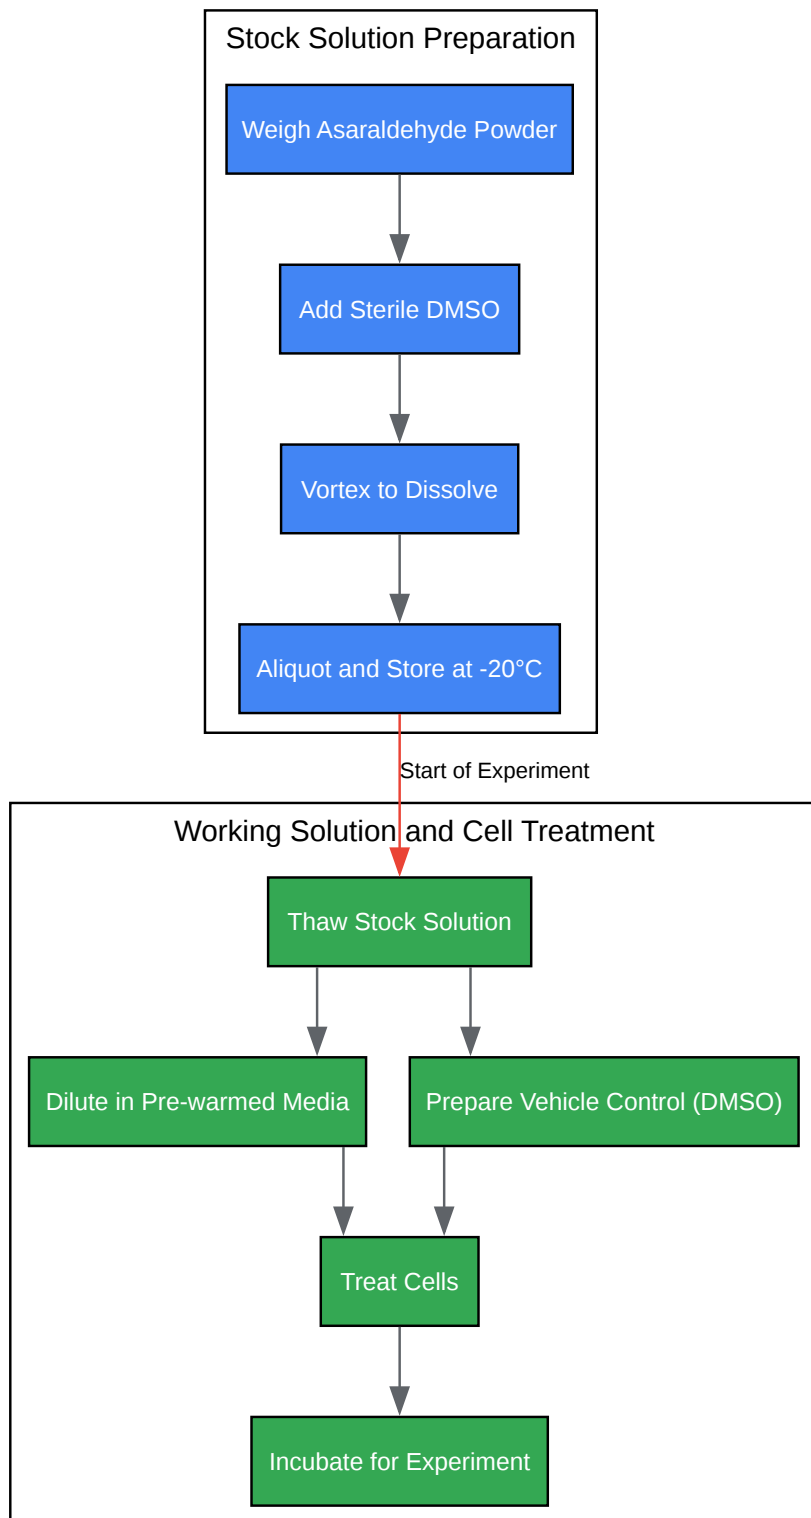 Stock Solution Preparation
Weigh Asaraldehyde Powder
Add Sterile DMSO
Vortex to Dissolve
Aliquot and Store at -20°C
Start of Experiment
Working Solution and Cell Treatment
Thaw Stock Solution
Dilute in Pre-warmed Media
Prepare Vehicle Control (DMSO)
Treat Cells
Incubate for Experiment